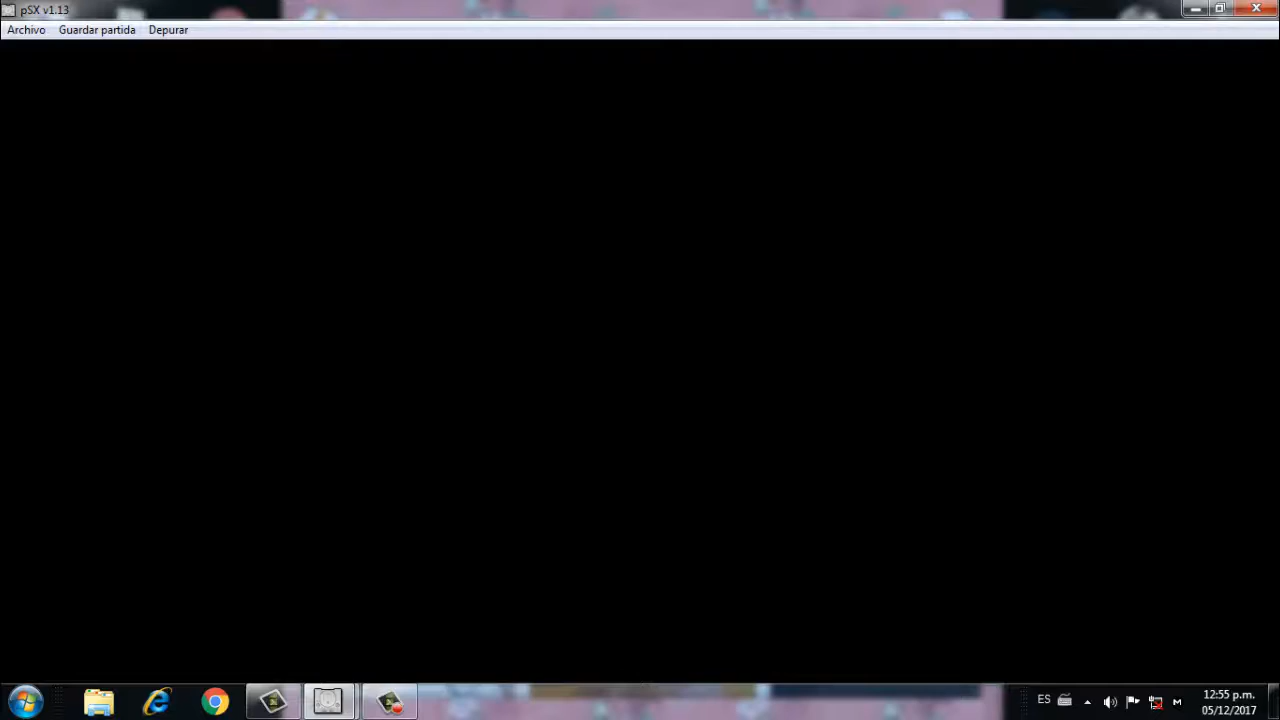 pSX v1.13
Archivo Guardar partida Depurar
ES
12:55 p.m.
05/12/2017